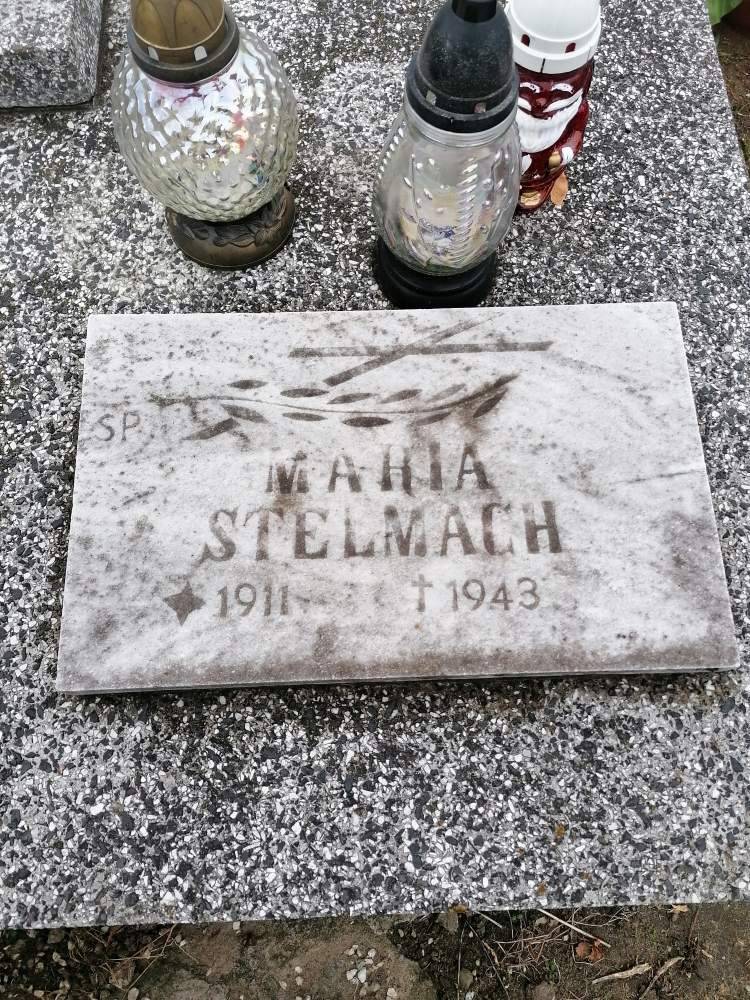 SP.
MARIA
STELMACH
1911 † 1943